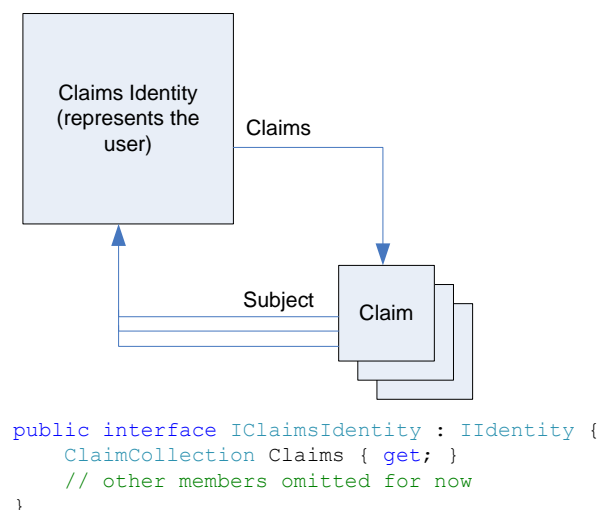 Claims Identity
(represents the
user)
Claims
Subject
Claim
public interface IClaimsIdentity : IIdentity {
    ClaimCollection Claims { get; }
    // other members omitted for now
}